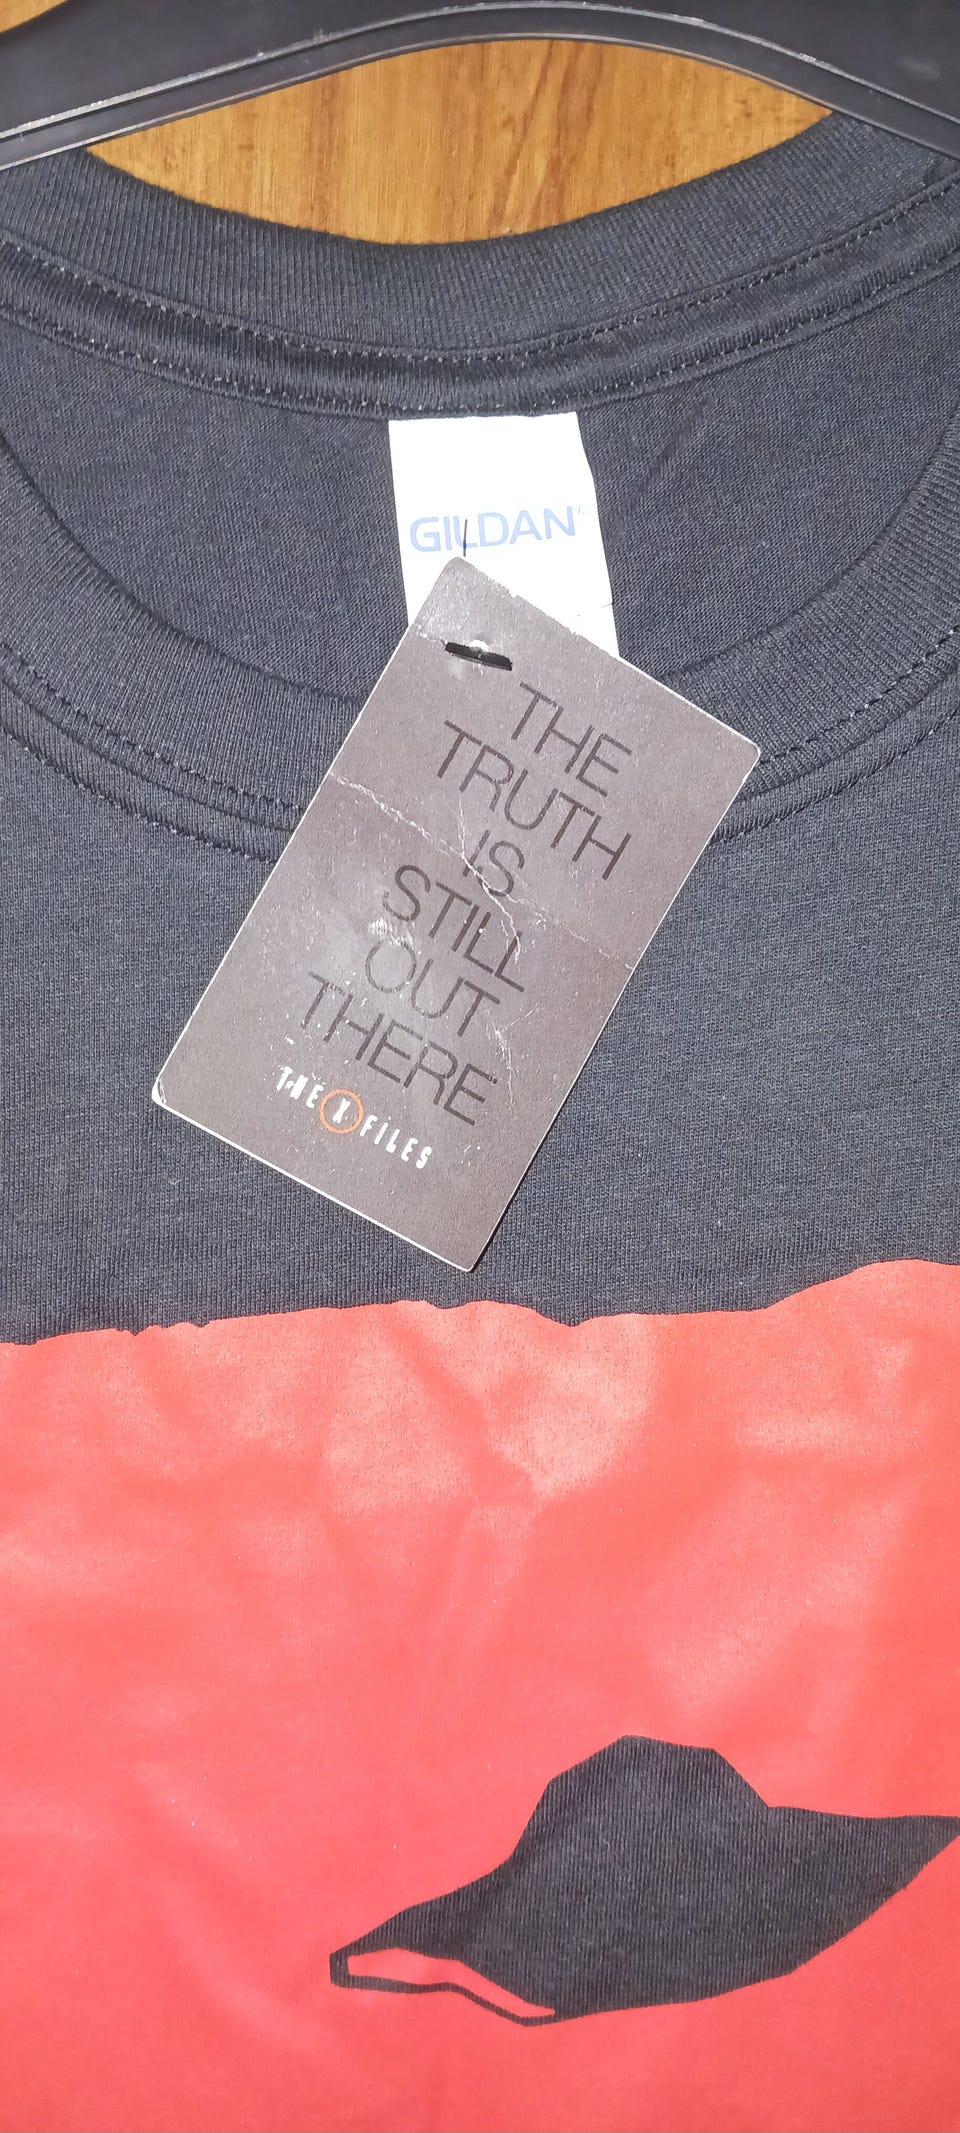 GILDAN®
THE
TRUTH
IS
STILL
OUT
THERE
THE X FILES